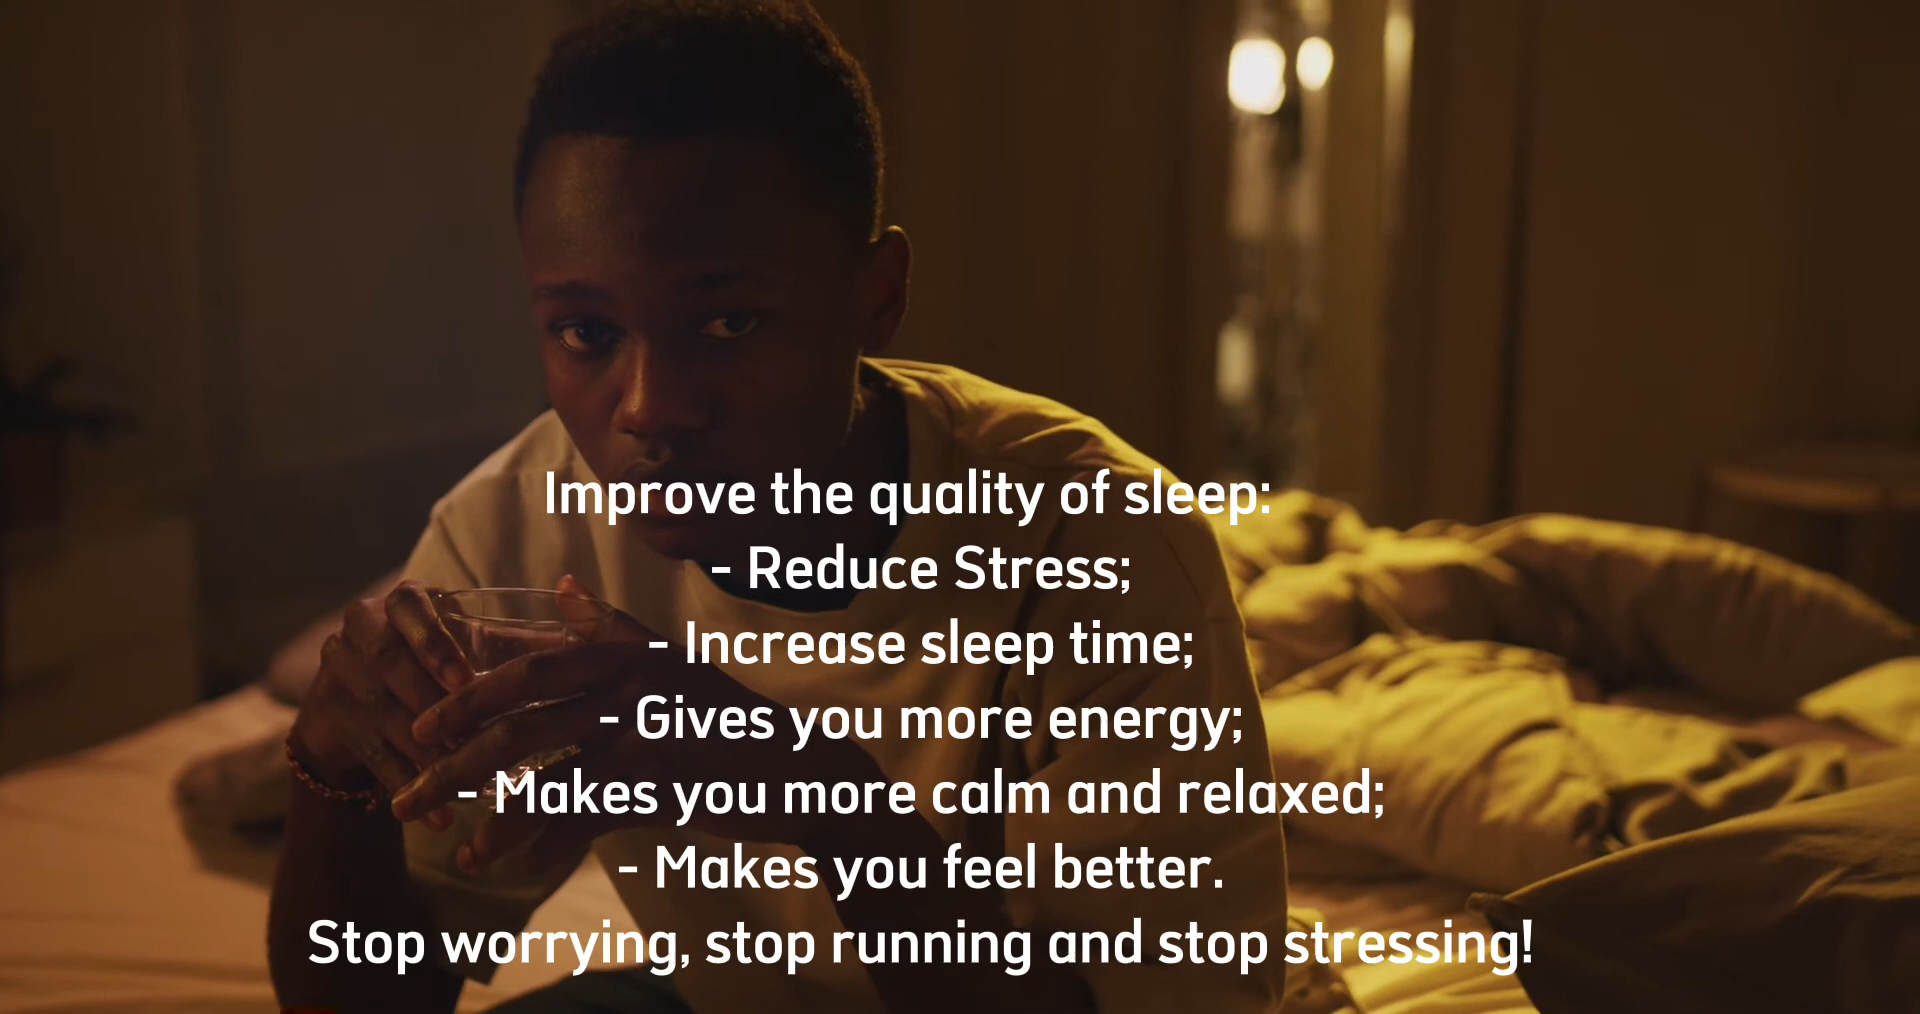 Improve the quality of sleep:
- Reduce Stress;
- Increase sleep time;
- Gives you more energy;
- Makes you more calm and relaxed;
- Makes you feel better.
Stop worrying, stop running and stop stressing!